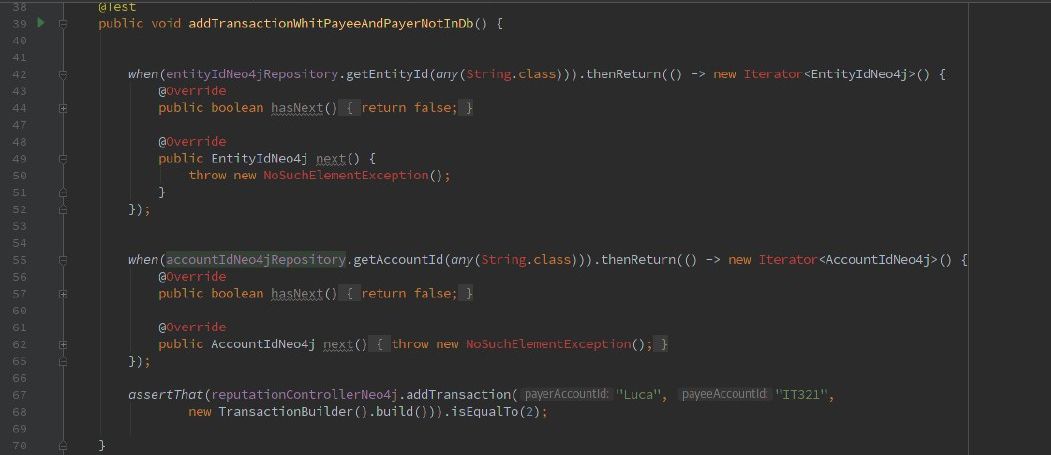 38 @Test
39 public void addTransactionWhitPayeeAndPayerNotInDb() {
40
41
42 when(entityIdNeo4jRepository.getEntityId(any(String.class))).thenReturn(() -> new Iterator<EntityIdNeo4j>() {
43 @Override
44 public boolean hasNext() { return false; }
47
48 @Override
49 public EntityIdNeo4j next() {
50 throw new NoSuchElementException();
51 }
52 });
53
54
55 when(accountIdNeo4jRepository.getAccountId(any(String.class))).thenReturn(() -> new Iterator<AccountIdNeo4j>() {
56 @Override
57 public boolean hasNext() { return false; }
60
61 @Override
62 public AccountIdNeo4j next() { throw new NoSuchElementException(); }
65 });
66
67 assertThat(reputationControllerNeo4j.addTransaction( payerAccountId: "Luca", payeeAccountId: "IT321",
68 new TransactionBuilder().build())).isEqualTo(2);
69
70 }